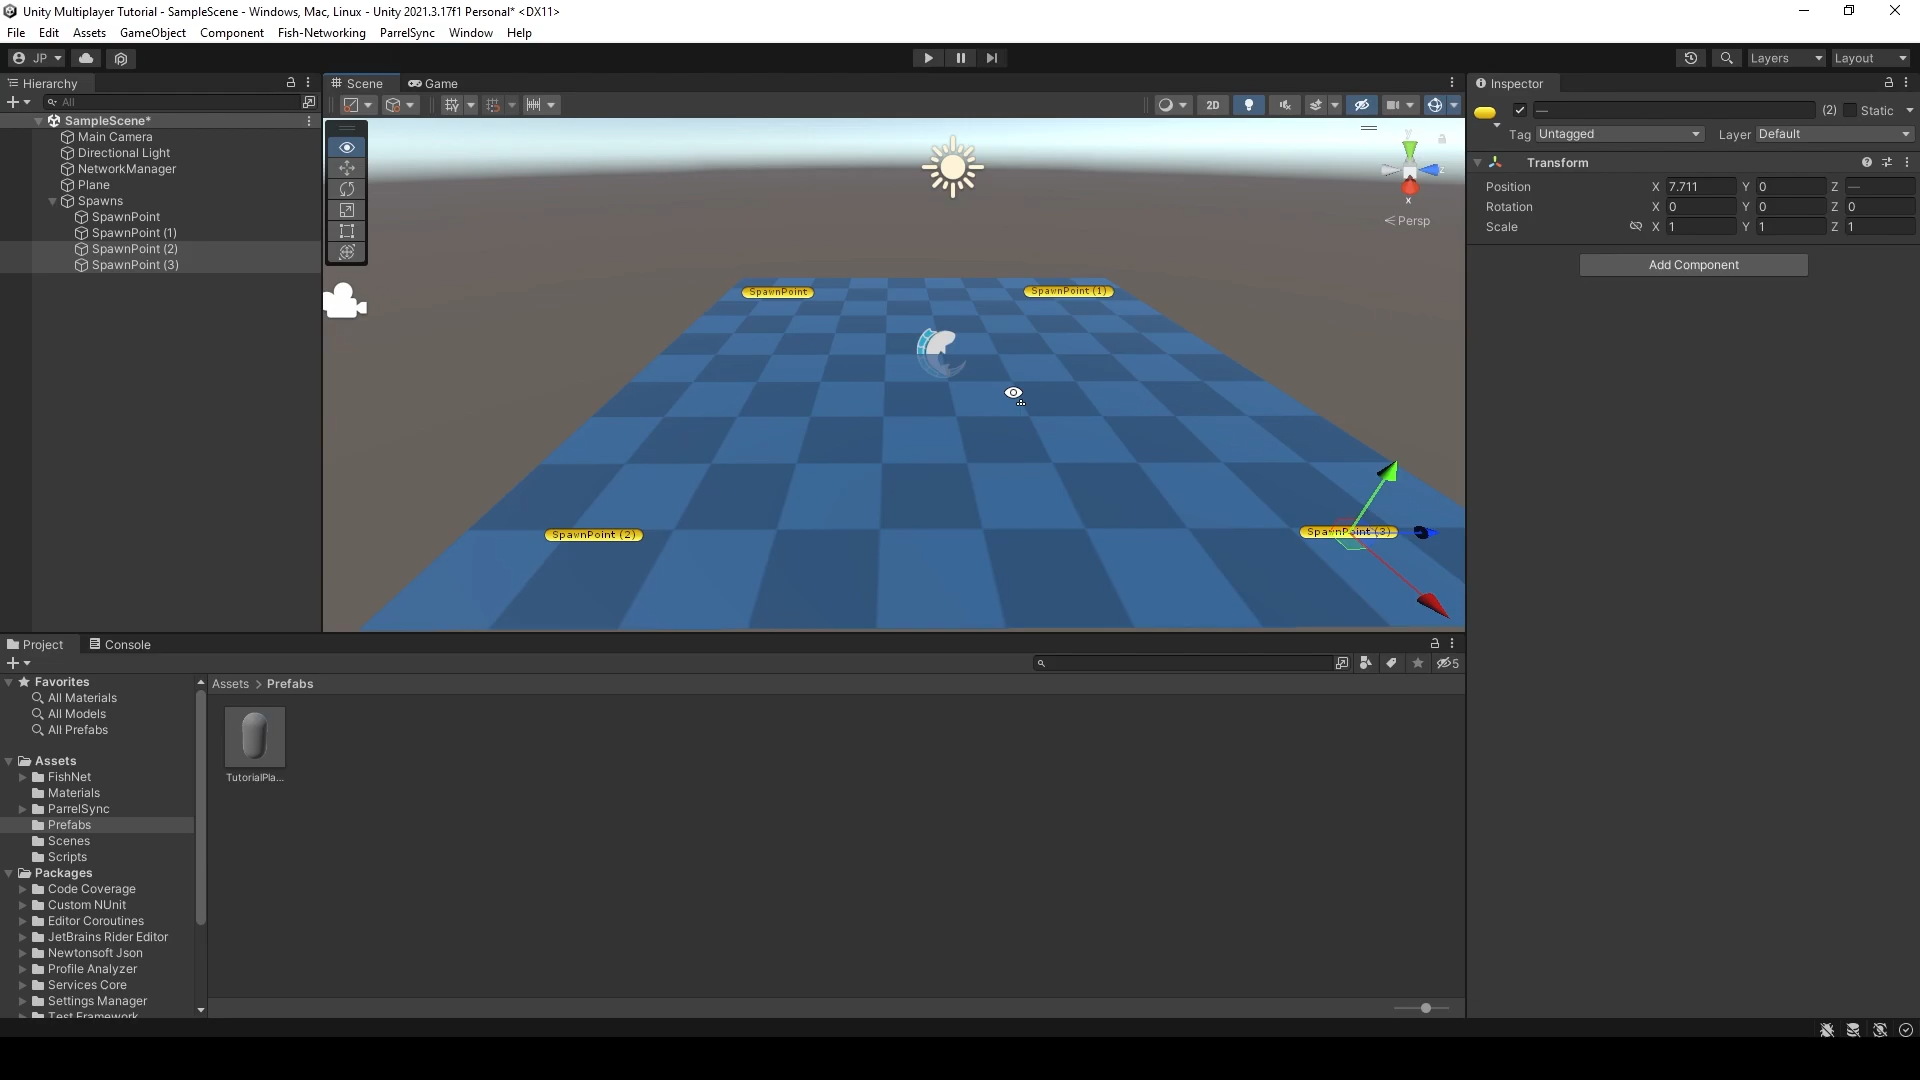 Unity Multiplayer Tutorial - SampleScene - Windows, Mac, Linux - Unity 2021.3.17f1 Personal* <DX11>
File Edit Assets GameObject Component Fish-Networking ParrelSync Window Help
JP Layers Layout
Hierarchy
All
SampleScene*
Main Camera
Directional Light
NetworkManager
Plane
Spawns
SpawnPoint
SpawnPoint (1)
SpawnPoint (2)
SpawnPoint (3)
Scene Game
2D
y
z
x
Persp
SpawnPoint
SpawnPoint (1)
SpawnPoint (2)
SpawnPoint (3)
Inspector
— (2) Static
Tag Untagged Layer Default
Transform
Position X 7.711 Y 0 Z —
Rotation X 0 Y 0 Z 0
Scale X 1 Y 1 Z 1
Add Component
Project Console
5
Favorites
All Materials
All Models
All Prefabs
Assets
FishNet
Materials
ParrelSync
Prefabs
Scenes
Scripts
Packages
Code Coverage
Custom NUnit
Editor Coroutines
JetBrains Rider Editor
Newtonsoft Json
Profile Analyzer
Services Core
Settings Manager
Test Framework
Assets > Prefabs
TutorialPla...